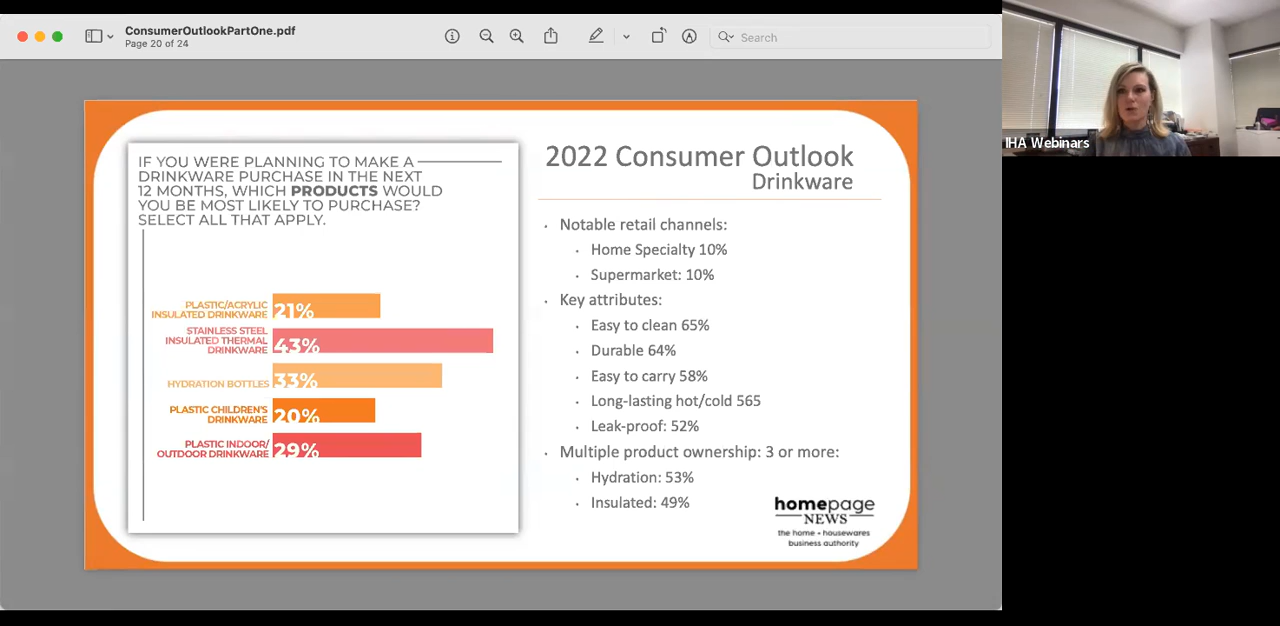 ConsumerOutlookPartOne.pdf
Page 20 of 24
Search
IHA Webinars
IF YOU WERE PLANNING TO MAKE A
DRINKWARE PURCHASE IN THE NEXT
12 MONTHS, WHICH PRODUCTS WOULD
YOU BE MOST LIKELY TO PURCHASE?
SELECT ALL THAT APPLY.
PLASTIC/ACRYLIC
INSULATED DRINKWARE
21%
STAINLESS STEEL
INSULATED THERMAL
DRINKWARE
43%
HYDRATION BOTTLES
33%
PLASTIC CHILDREN'S
DRINKWARE
20%
PLASTIC INDOOR/
OUTDOOR DRINKWARE
29%
2022 Consumer Outlook
Drinkware
• Notable retail channels:
• Home Specialty 10%
• Supermarket: 10%
• Key attributes:
• Easy to clean 65%
• Durable 64%
• Easy to carry 58%
• Long-lasting hot/cold 565
• Leak-proof: 52%
• Multiple product ownership: 3 or more:
• Hydration: 53%
• Insulated: 49%
homepage
NEWS
the home + housewares
business authority